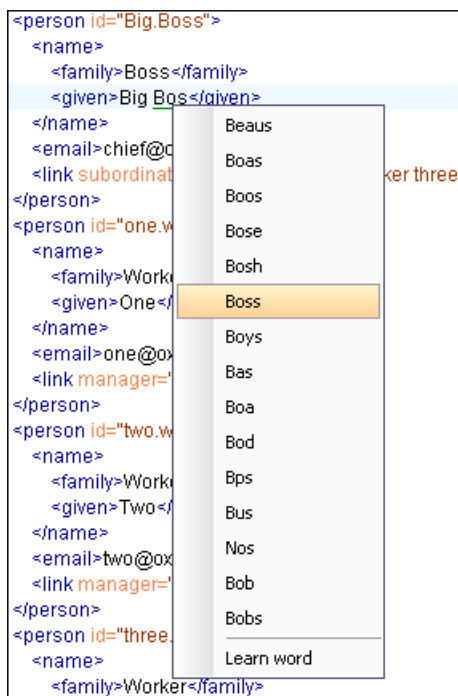 <person id="Big.Boss">
<name>
<family>Boss</family>
<given>Big Bos</given>
</name>
<email>chief@
<link subordinat ker three
</person>
<person id="one.w
<name>
<family>Work
<given>One</
</name>
<email>one@ox
<link manager="
</person>
<person id="two.w
<name>
<family>Work
<given>Two</
</name>
<email>two@ox
<link manager="
</person>
<person id="three.
<name>
<family>Worker</family>
Beaus
Boas
Boos
Bose
Bosh
Boss
Boys
Bas
Boa
Bod
Bps
Bus
Nos
Bob
Bobs
Learn word